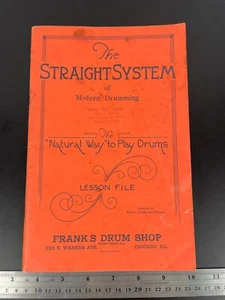 The
STRAIGHT SYSTEM
of
Modern Drumming
The
"Natural Way" to Play Drums
LESSON FILE
FRANK'S DRUM SHOP
226 S. WABASH AVE. CHICAGO, ILL.